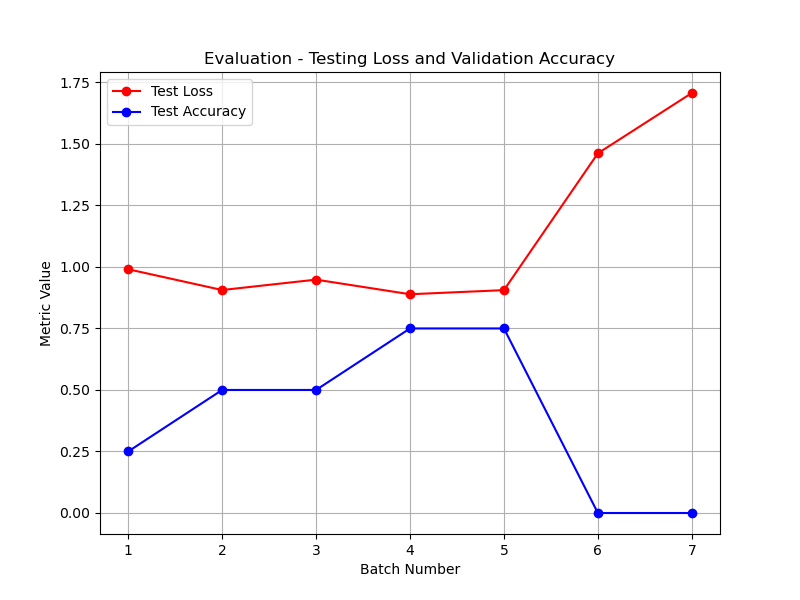 Evaluation - Testing Loss and Validation Accuracy
Test Loss
Test Accuracy
1.75
1.50
1.25
1.00
0.75
0.50
0.25
0.00
Metric Value
1 2 3 4 5 6 7
Batch Number